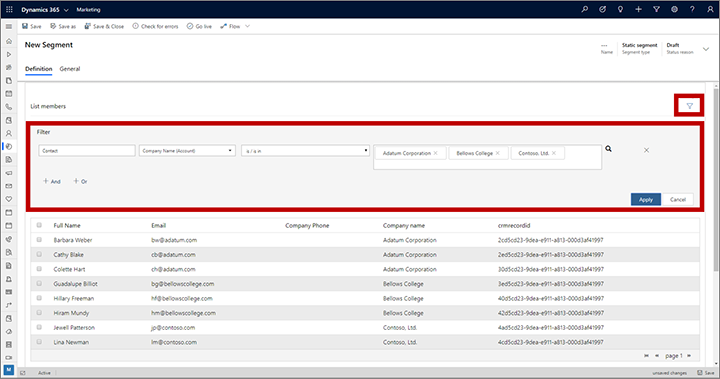 Dynamics 365 Marketing
Save Save as Save & Close Check for errors Go live Flow
New Segment
--- Static segment Draft
Name Segment type Status reason
Definition General
List members
Filter
Contact Company Name (Account) is / is in Adatum Corporation × Bellows College × Contoso, Ltd. ×
+ And + Or
Apply Cancel
Full Name Email Company Phone Company name crmrecordid
Barbara Weber bw@adatum.com Adatum Corporation 2cd5cd23-9dea-e911-a813-000d3af41997
Cathy Blake cb@adatum.com Adatum Corporation 2ed5cd23-9dea-e911-a813-000d3af41997
Colette Hart ch@adatum.com Adatum Corporation 30d5cd23-9dea-e911-a813-000d3af41997
Guadalupe Billiot bg@bellowscollege.com Bellows College 3ed5cd23-9dea-e911-a813-000d3af41997
Hillary Freeman hf@bellowscollege.com Bellows College 40d5cd23-9dea-e911-a813-000d3af41997
Hiram Mundy hm@bellowscollege.com Bellows College 42d5cd23-9dea-e911-a813-000d3af41997
Jewell Patterson jp@contoso.com Contoso, Ltd. 4ad5cd23-9dea-e911-a813-000d3af41997
Lina Newman lm@contoso.com Contoso, Ltd. 4cd5cd23-9dea-e911-a813-000d3af41997
page 1
M Active unsaved changes Save